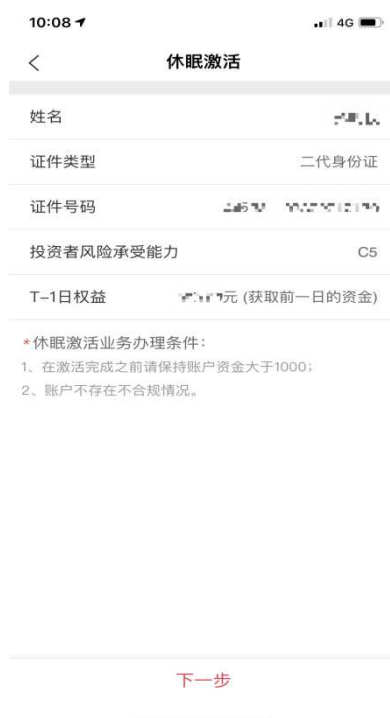 10:08
4G
休眠激活
姓名
证件类型 二代身份证
证件号码
投资者风险承受能力 C5
T-1日权益 元 (获取前一日的资金)
*休眠激活业务办理条件：
1、在激活完成之前请保持账户资金大于1000；
2、账户不存在不合规情况。
下一步